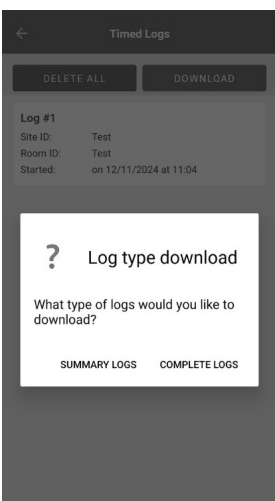 Timed Logs
DELETE ALL DOWNLOAD
Log #1
Site ID: Test
Room ID: Test
Started: on 12/11/2024 at 11:04
? Log type download
What type of logs would you like to
download?
SUMMARY LOGS COMPLETE LOGS